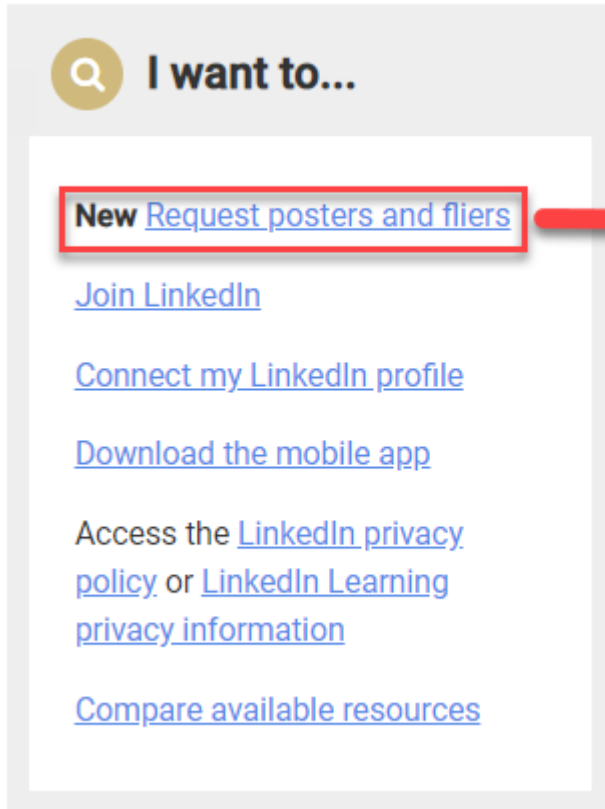 I want to...
New Request posters and fliers
Join LinkedIn
Connect my LinkedIn profile
Download the mobile app
Access the LinkedIn privacy
policy or LinkedIn Learning
privacy information
Compare available resources